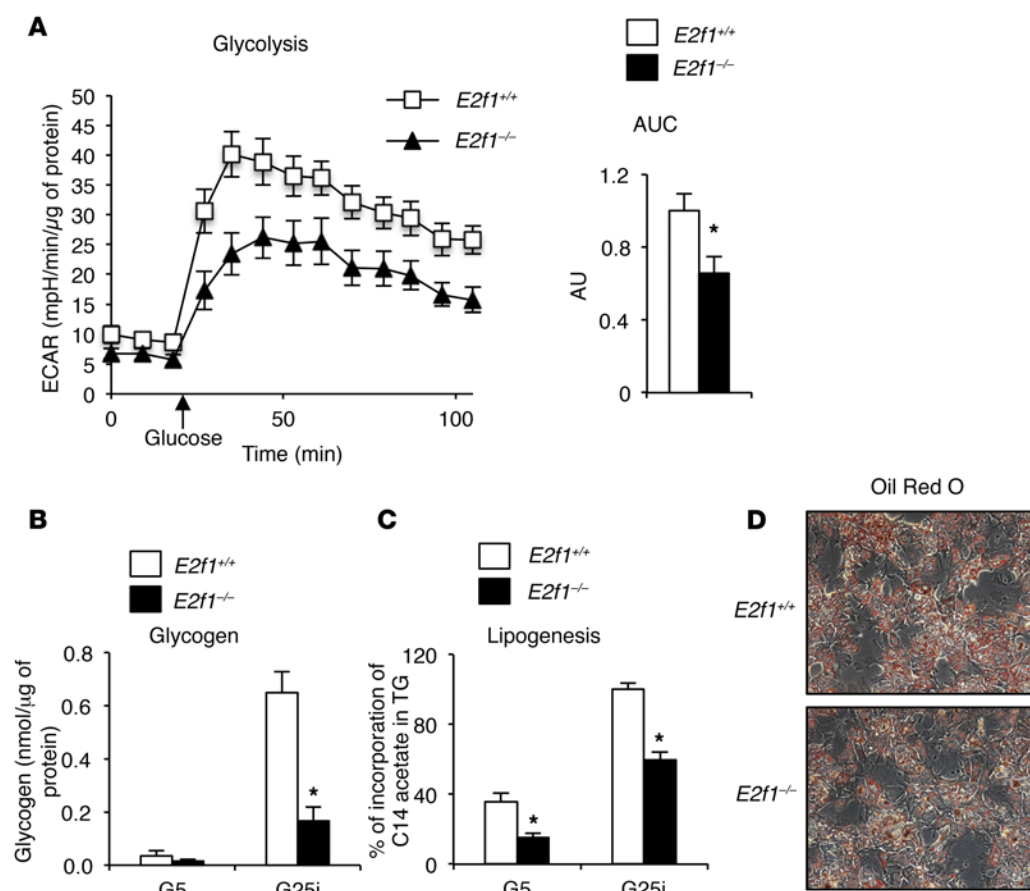 A
Glycolysis
E2f1+/+
E2f1−/−
ECAR (mpH/min/µg of protein)
50
45
40
35
30
25
20
15
10
5
0
0
50
100
Glucose
Time (min)
E2f1+/+
E2f1−/−
AUC
AU
1.2
0.8
0.4
0
*
B
E2f1+/+
E2f1−/−
Glycogen
Glycogen (nmol/µg of
protein)
0.8
0.6
0.4
0.2
0.0
*
G5
G25i
C
E2f1+/+
E2f1−/−
Lipogenesis
% of incorporation of
C14 acetate in TG
120
80
40
0
*
*
G5
G25i
D
Oil Red O
E2f1+/+
E2f1−/−